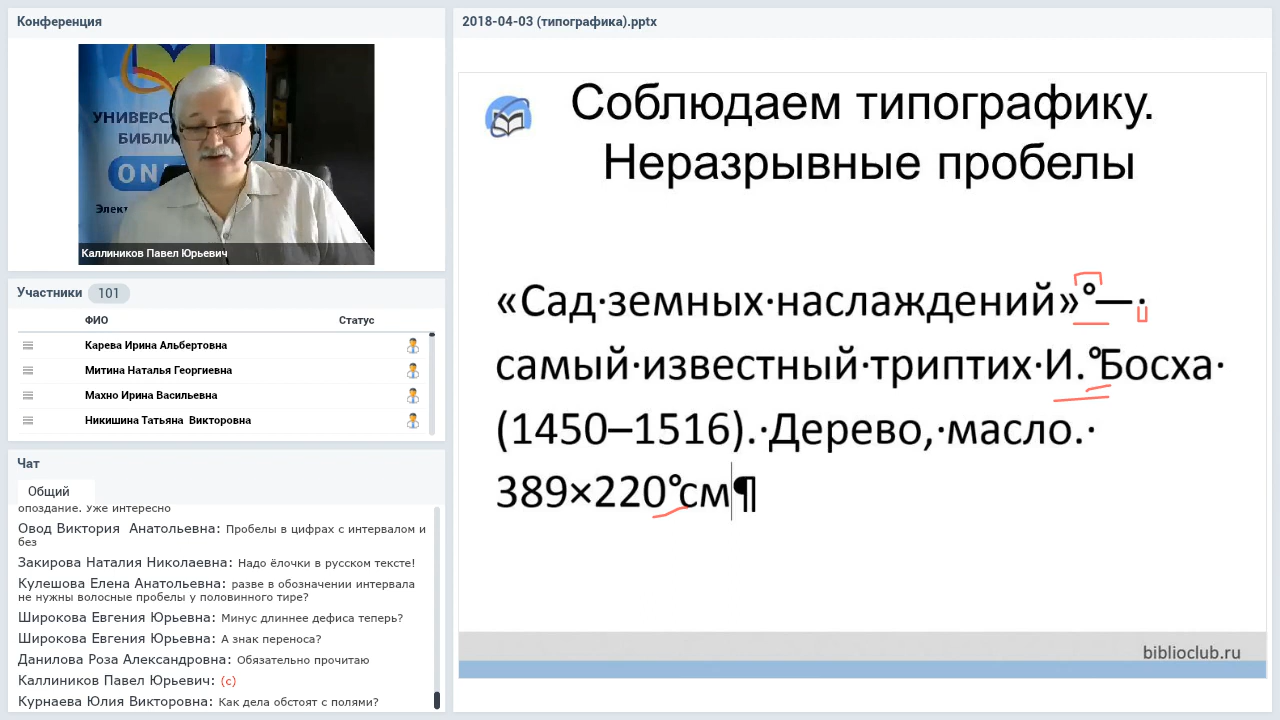 Конференция
УНИВЕРС
БИБЛИ
ON
Элект
Каллиников Павел Юрьевич
Участники 101
ФИО Статус
Карева Ирина Альбертовна
Митина Наталья Георгиевна
Махно Ирина Васильевна
Никишина Татьяна Викторовна
Чат
Общий
опоздание. Уже интересно
Овод Виктория Анатольевна: Пробелы в цифрах с интервалом и
без
Закирова Наталия Николаевна: Надо ёлочки в русском тексте!
Кулешова Елена Анатольевна: разве в обозначении интервала
не нужны волосные пробелы у половинного тире?
Широкова Евгения Юрьевна: Минус длиннее дефиса теперь?
Широкова Евгения Юрьевна: А знак переноса?
Данилова Роза Александровна: Обязательно прочитаю
Каллиников Павел Юрьевич: (c)
Курнаева Юлия Викторовна: Как дела обстоят с полями?
2018-04-03 (типографика).pptx
Соблюдаем типографику.
Неразрывные пробелы
«Сад·земных·наслаждений»°—·
самый·известный·триптих·И.°Босха·
(1450–1516).·Дерево,·масло.·
389×220°см¶
biblioclub.ru